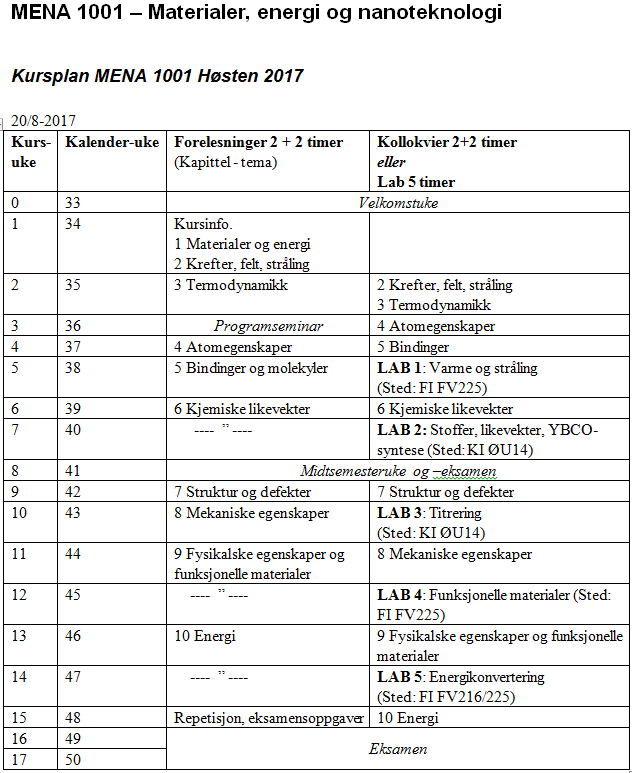 MENA 1001 – Materialer, energi og nanoteknologi
Kursplan MENA 1001 Høsten 2017
20/8-2017
Kurs-
uke
Kalender-uke
Forelesninger 2 + 2 timer
(Kapittel - tema)
Kollokvier 2+2 timer
eller
Lab 5 timer
0 33 Velkomstuke
1 34 Kursinfo.
1 Materialer og energi
2 Krefter, felt, stråling
2 35 3 Termodynamikk 2 Krefter, felt, stråling
3 Termodynamikk
3 36 Programseminar 4 Atomegenskaper
4 37 4 Atomegenskaper 5 Bindinger
5 38 5 Bindinger og molekyler LAB 1: Varme og stråling
(Sted: FI FV225)
6 39 6 Kjemiske likevekter 6 Kjemiske likevekter
7 40 ---- ” ---- LAB 2: Stoffer, likevekter, YBCO-
syntese (Sted: KI ØU14)
8 41 Midtsemesteruke og –eksamen
9 42 7 Struktur og defekter 7 Struktur og defekter
10 43 8 Mekaniske egenskaper LAB 3: Titrering
(Sted: KI ØU14)
11 44 9 Fysikalske egenskaper og
funksjonelle materialer
8 Mekaniske egenskaper
12 45 ---- ” ---- LAB 4: Funksjonelle materialer (Sted:
FI FV225)
13 46 10 Energi 9 Fysikalske egenskaper og funksjonelle
materialer
14 47 ---- ” ---- LAB 5: Energikonvertering
(Sted: FI FV216/225)
15 48 Repetisjon, eksamensoppgaver 10 Energi
16 49 Eksamen
17 50